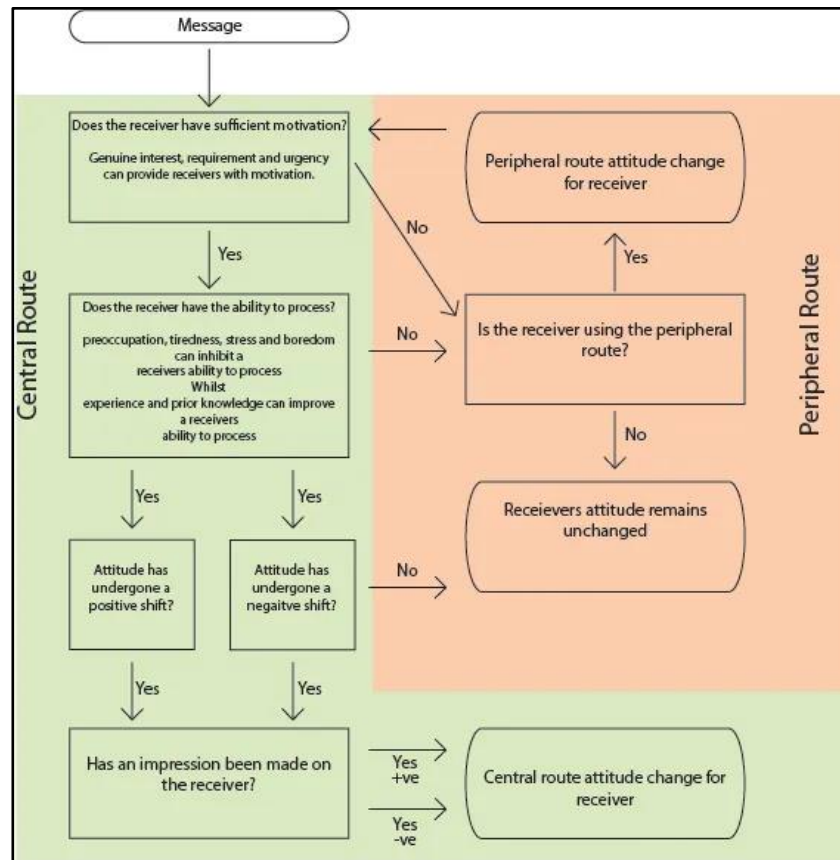 Message
Does the receiver have sufficient motivation?
Genuine interest, requirement and urgency
can provide receivers with motivation.
Peripheral route attitude change
for receiver
No
Yes
Yes
Central Route
Peripheral Route
Does the receiver have the ability to process?
preoccupation, tiredness, stress and boredom
can inhibit a
receivers ability to process
Whilst
experience and prior knowledge can improve
a receivers
ability to process
No
Is the receiver using the peripheral
route?
No
Yes
Yes
Receievers attitude remains
unchanged
Attitude has
undergone a
positive shift?
Attitude has
undergone a
negaitve shift?
No
Yes
Yes
Has an impression been made on
the receiver?
Yes
+ve
Yes
-ve
Central route attitude change for
receiver